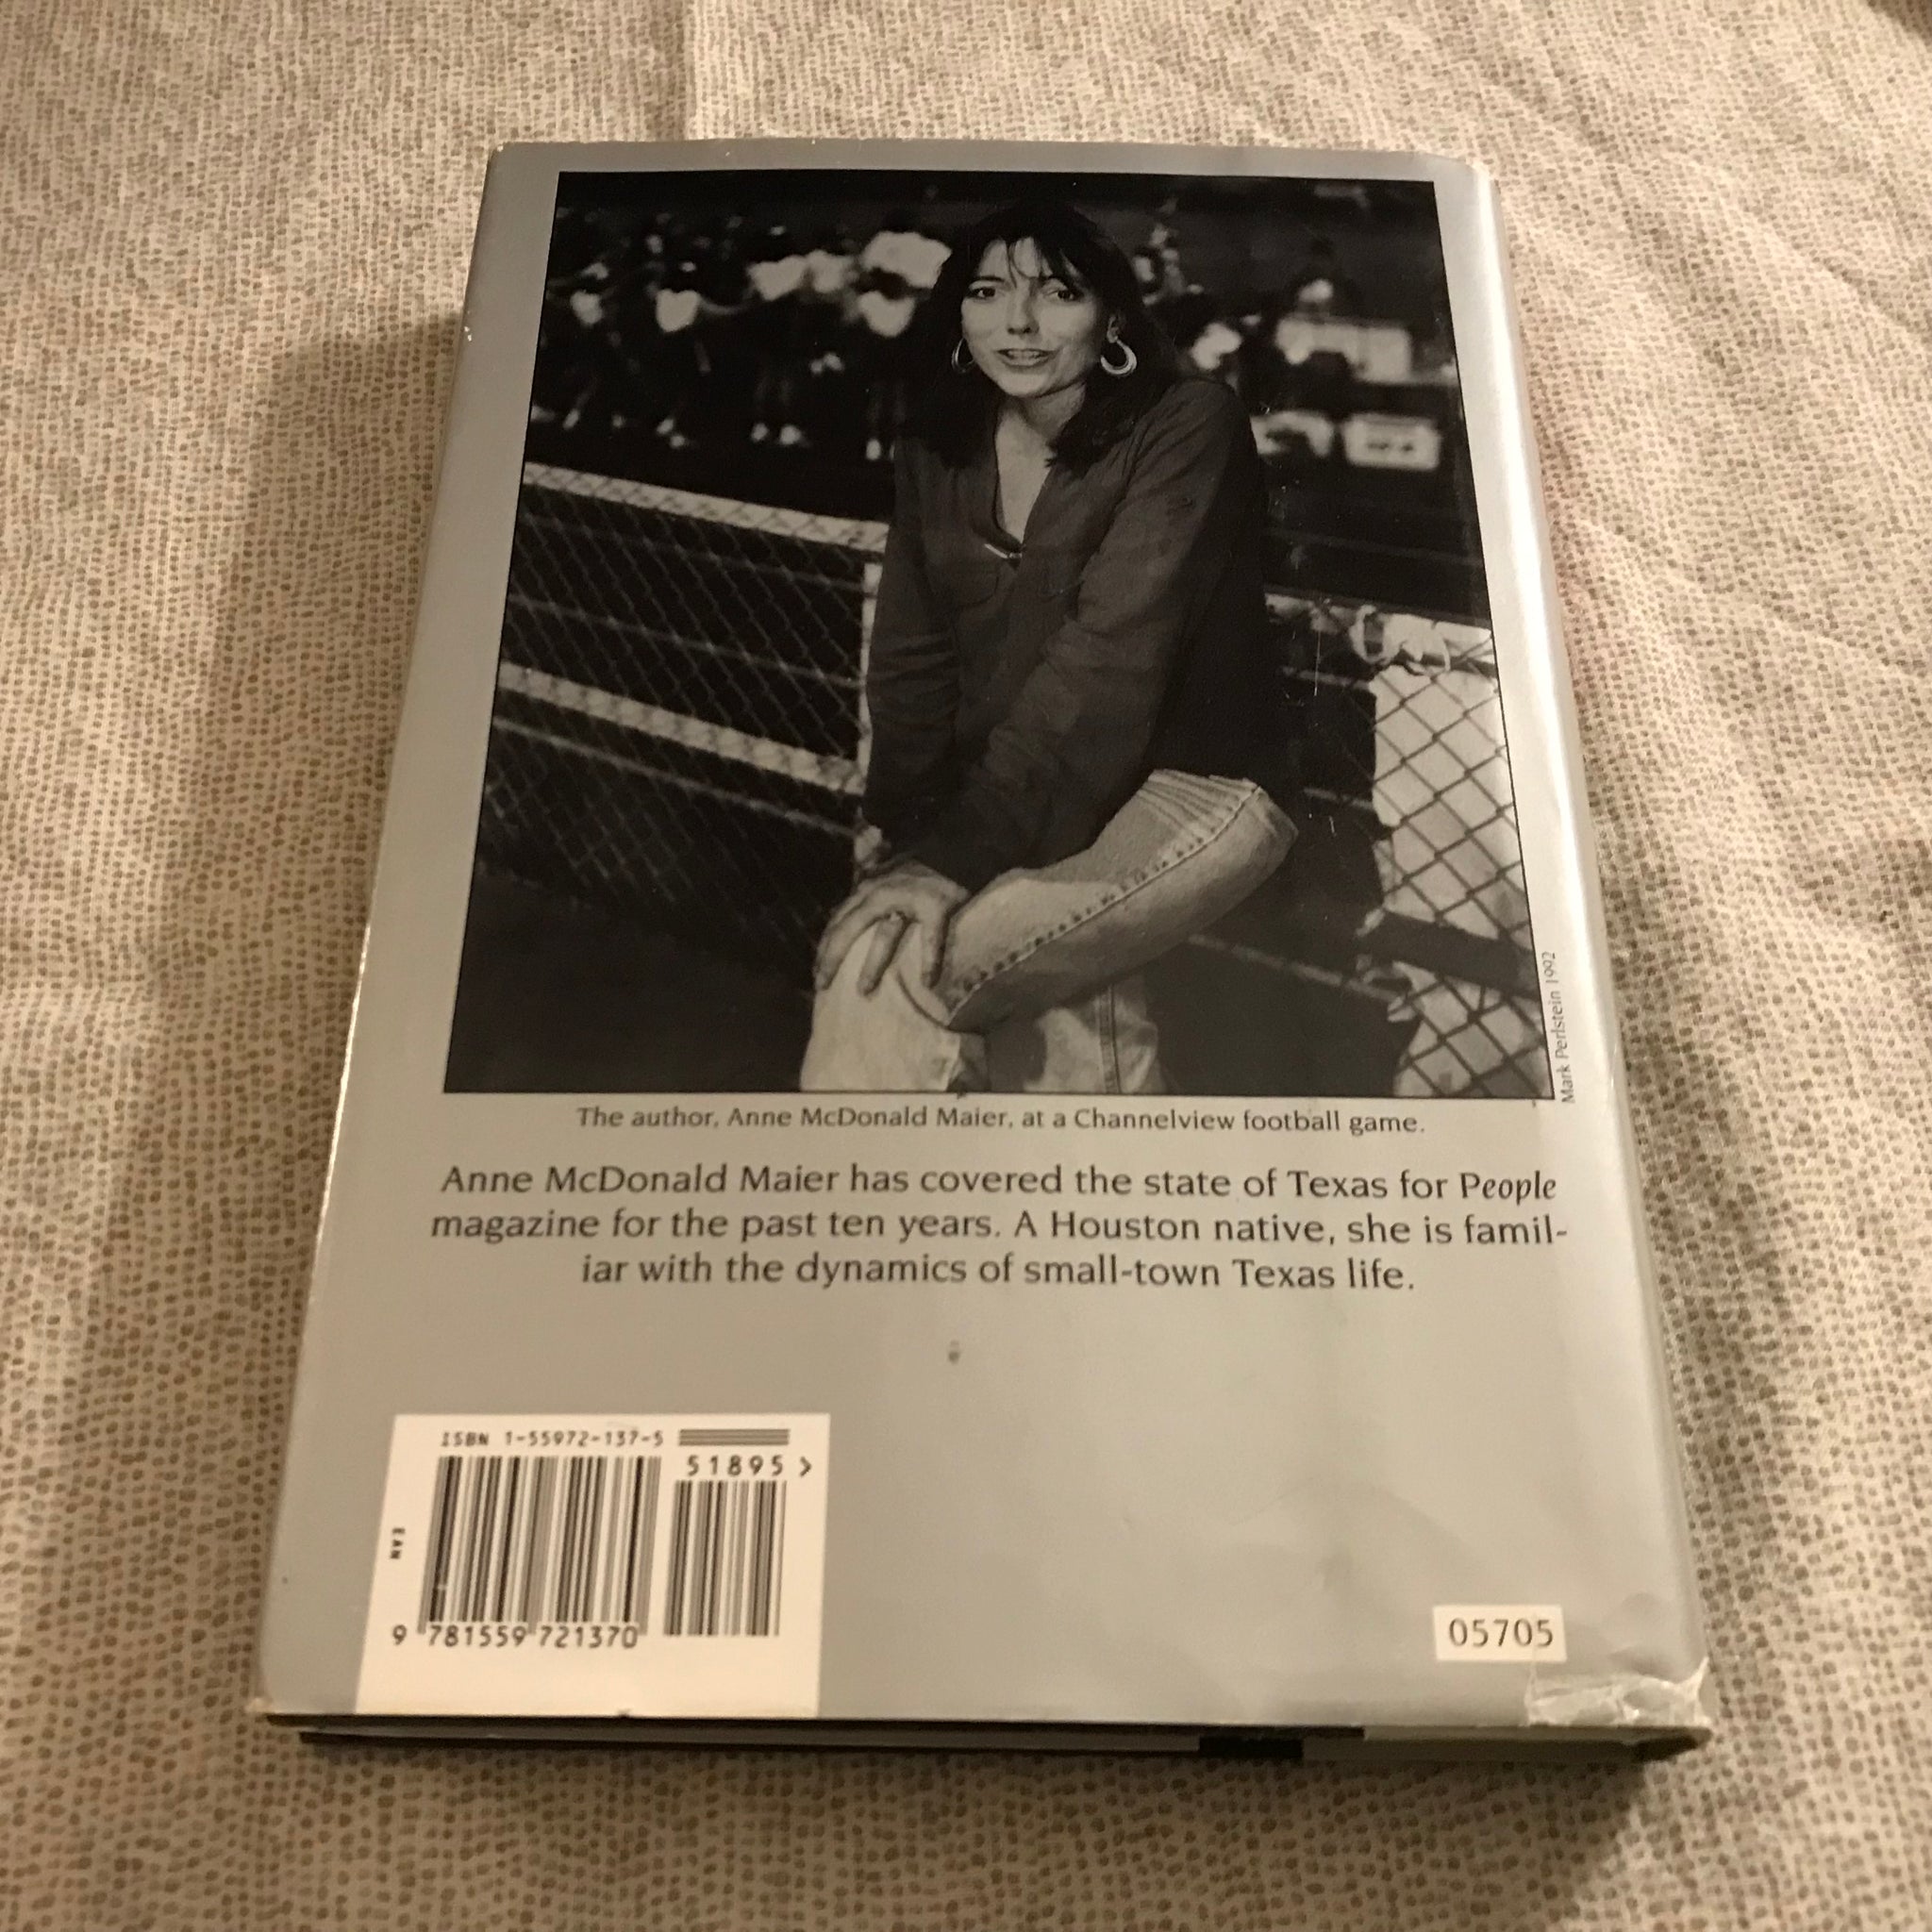 Mark Perlstein 1992
The author, Anne McDonald Maier, at a Channelview football game.
Anne McDonald Maier has covered the state of Texas for People
magazine for the past ten years. A Houston native, she is famil-
iar with the dynamics of small-town Texas life.
ISBN 1-55972-137-5
51895 >
EAN
9 781559 721370
05705